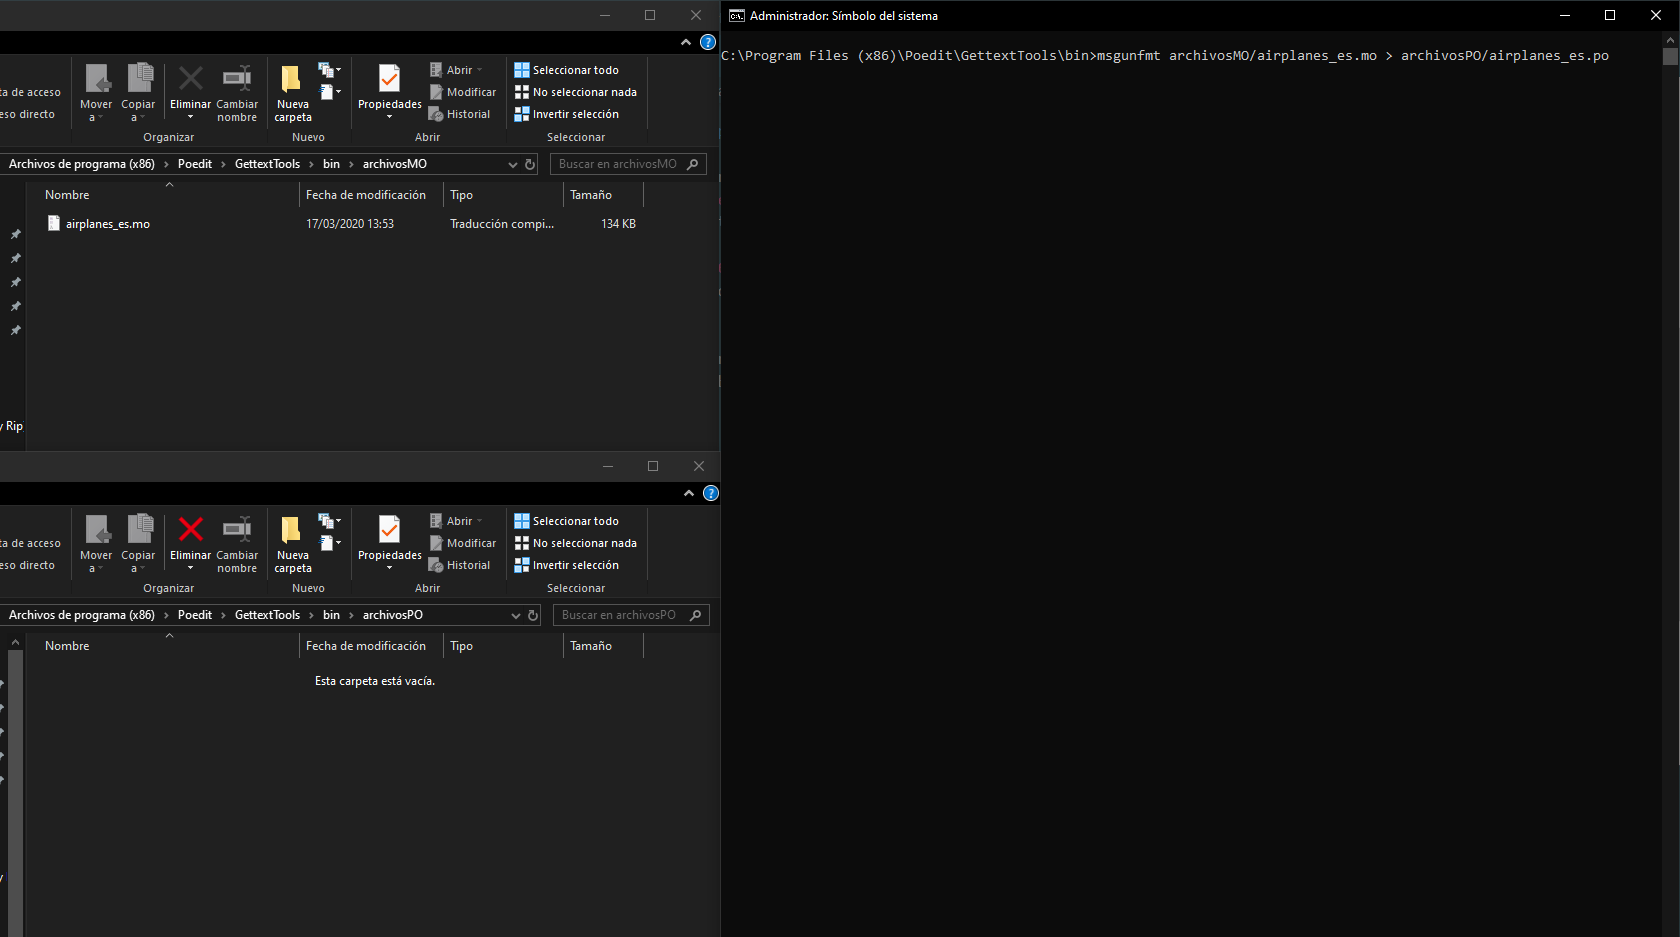 ta de acceso
eso directo
Mover a
Copiar a
Eliminar
Cambiar nombre
Organizar
Nueva carpeta
Nuevo
Propiedades
Abrir
Modificar
Historial
Abrir
Seleccionar todo
No seleccionar nada
Invertir selección
Seleccionar
Archivos de programa (x86) › Poedit › GettextTools › bin › archivosMO
Buscar en archivosMO
Nombre Fecha de modificación Tipo Tamaño
airplanes_es.mo 17/03/2020 13:53 Traducción compi... 134 KB
y Rip
ta de acceso
eso directo
Mover a
Copiar a
Eliminar
Cambiar nombre
Organizar
Nueva carpeta
Nuevo
Propiedades
Abrir
Modificar
Historial
Abrir
Seleccionar todo
No seleccionar nada
Invertir selección
Seleccionar
Archivos de programa (x86) › Poedit › GettextTools › bin › archivosPO
Buscar en archivosPO
Nombre Fecha de modificación Tipo Tamaño
Esta carpeta está vacía.
y
Administrador: Símbolo del sistema
C:\Program Files (x86)\Poedit\GettextTools\bin>msgunfmt archivosMO/airplanes_es.mo > archivosPO/airplanes_es.po